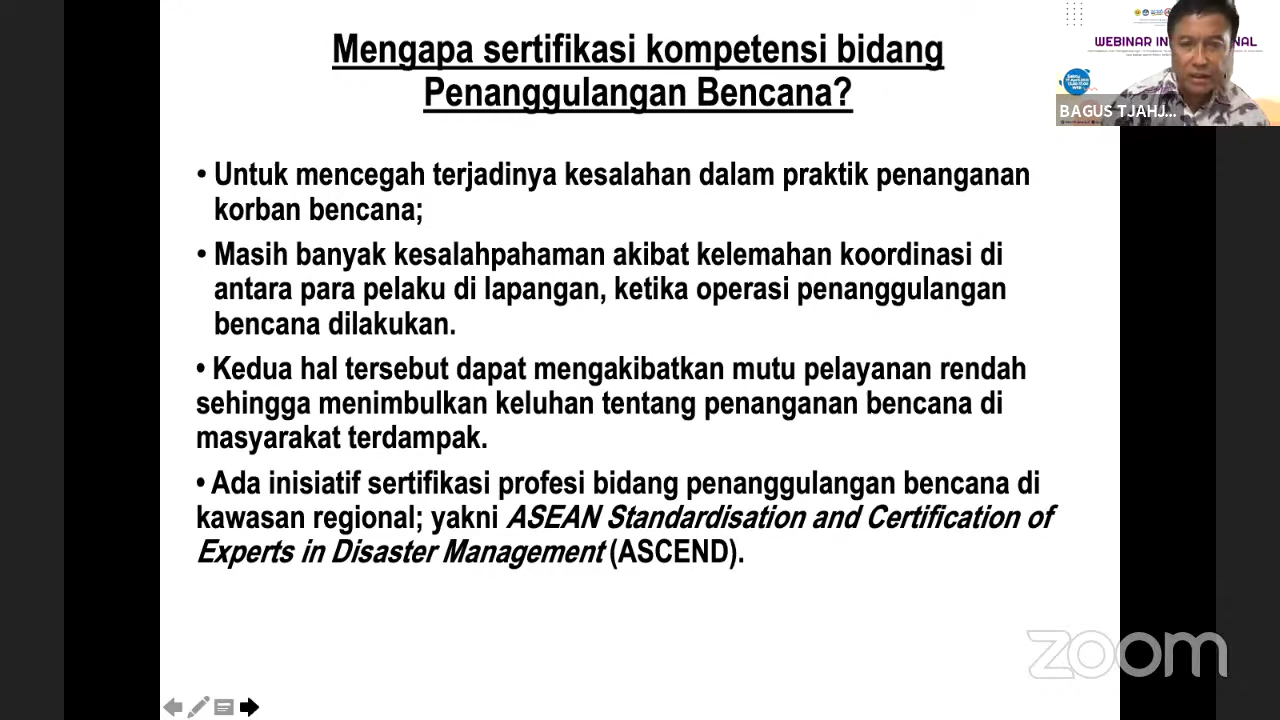 Mengapa sertifikasi kompetensi bidang
Penanggulangan Bencana?
• Untuk mencegah terjadinya kesalahan dalam praktik penanganan
korban bencana;
• Masih banyak kesalahpahaman akibat kelemahan koordinasi di
antara para pelaku di lapangan, ketika operasi penanggulangan
bencana dilakukan.
• Kedua hal tersebut dapat mengakibatkan mutu pelayanan rendah
sehingga menimbulkan keluhan tentang penanganan bencana di
masyarakat terdampak.
• Ada inisiatif sertifikasi profesi bidang penanggulangan bencana di
kawasan regional; yakni ASEAN Standardisation and Certification of
Experts in Disaster Management (ASCEND).
WEBINAR IN AL
BAGUS TJAHJ...
zoom